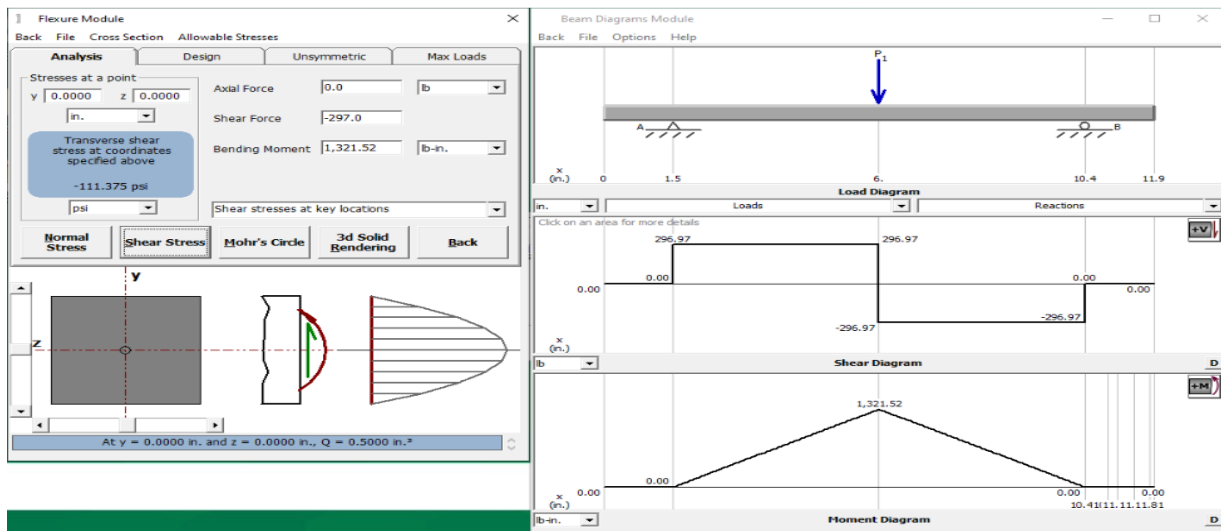 Flexure Module
Back File Cross Section Allowable Stresses
Analysis Design Unsymmetric Max Loads
Stresses at a point
y 0.0000 z 0.0000
in.
Transverse shear
stress at coordinates
specified above
-111.375 psi
psi
Axial Force 0.0 lb
Shear Force -297.0
Bending Moment 1,321.52 lb-in.
Shear stresses at key locations
Normal Stress Shear Stress Mohr's Circle 3d Solid Rendering Back
y
z
At y = 0.0000 in. and z = 0.0000 in., Q = 0.5000 in.³
Beam Diagrams Module
Back File Options Help
P1
A B
x
(in.) 0 1.5 6. 10.4 11.9
Load Diagram
in. Loads Reactions
Click on an area for more details
+V
296.97 296.97
0.00 0.00
0.00 0.00
-296.97 -296.97
x
(in.)
lb Shear Diagram D
+M
1,321.52
0.00 0.00 0.00
0.00
x
(in.) 10.41(11.11.11.81
lb-in. Moment Diagram D